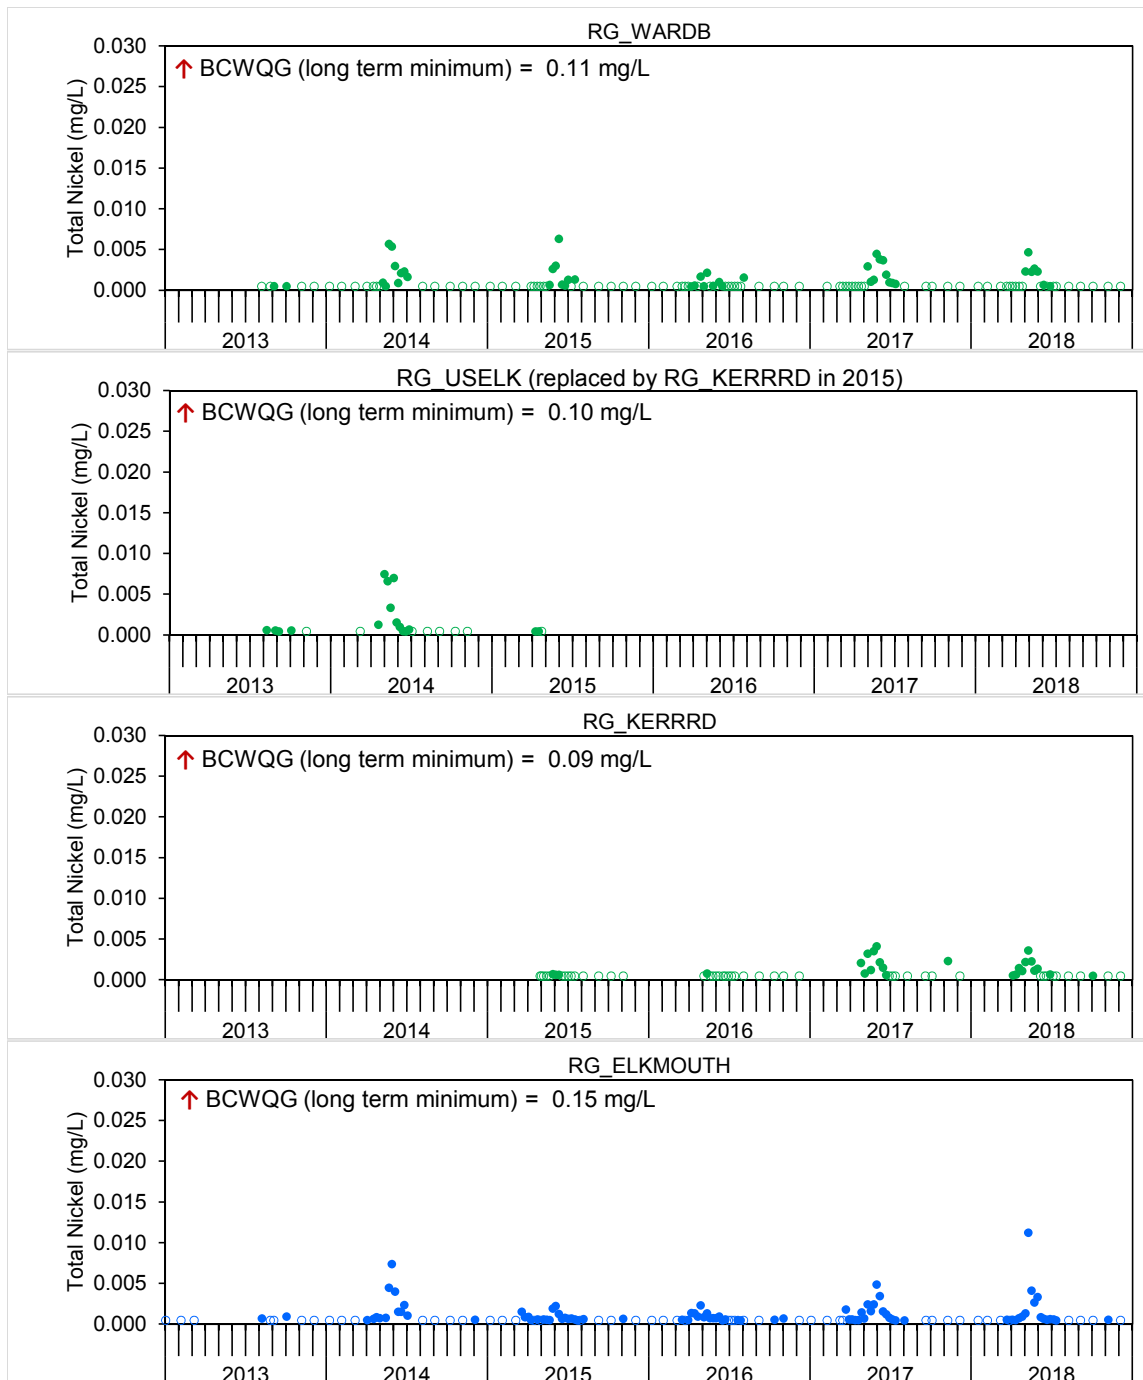 RG_WARDB
↑ BCWQG (long term minimum) = 0.11 mg/L
Total Nickel (mg/L)
0.030
0.025
0.020
0.015
0.010
0.005
0.000
2013 2014 2015 2016 2017 2018
RG_USELK (replaced by RG_KERRRD in 2015)
↑ BCWQG (long term minimum) = 0.10 mg/L
Total Nickel (mg/L)
0.030
0.025
0.020
0.015
0.010
0.005
0.000
2013 2014 2015 2016 2017 2018
RG_KERRRD
↑ BCWQG (long term minimum) = 0.09 mg/L
Total Nickel (mg/L)
0.030
0.025
0.020
0.015
0.010
0.005
0.000
2013 2014 2015 2016 2017 2018
RG_ELKMOUTH
↑ BCWQG (long term minimum) = 0.15 mg/L
Total Nickel (mg/L)
0.030
0.025
0.020
0.015
0.010
0.005
0.000
2013 2014 2015 2016 2017 2018